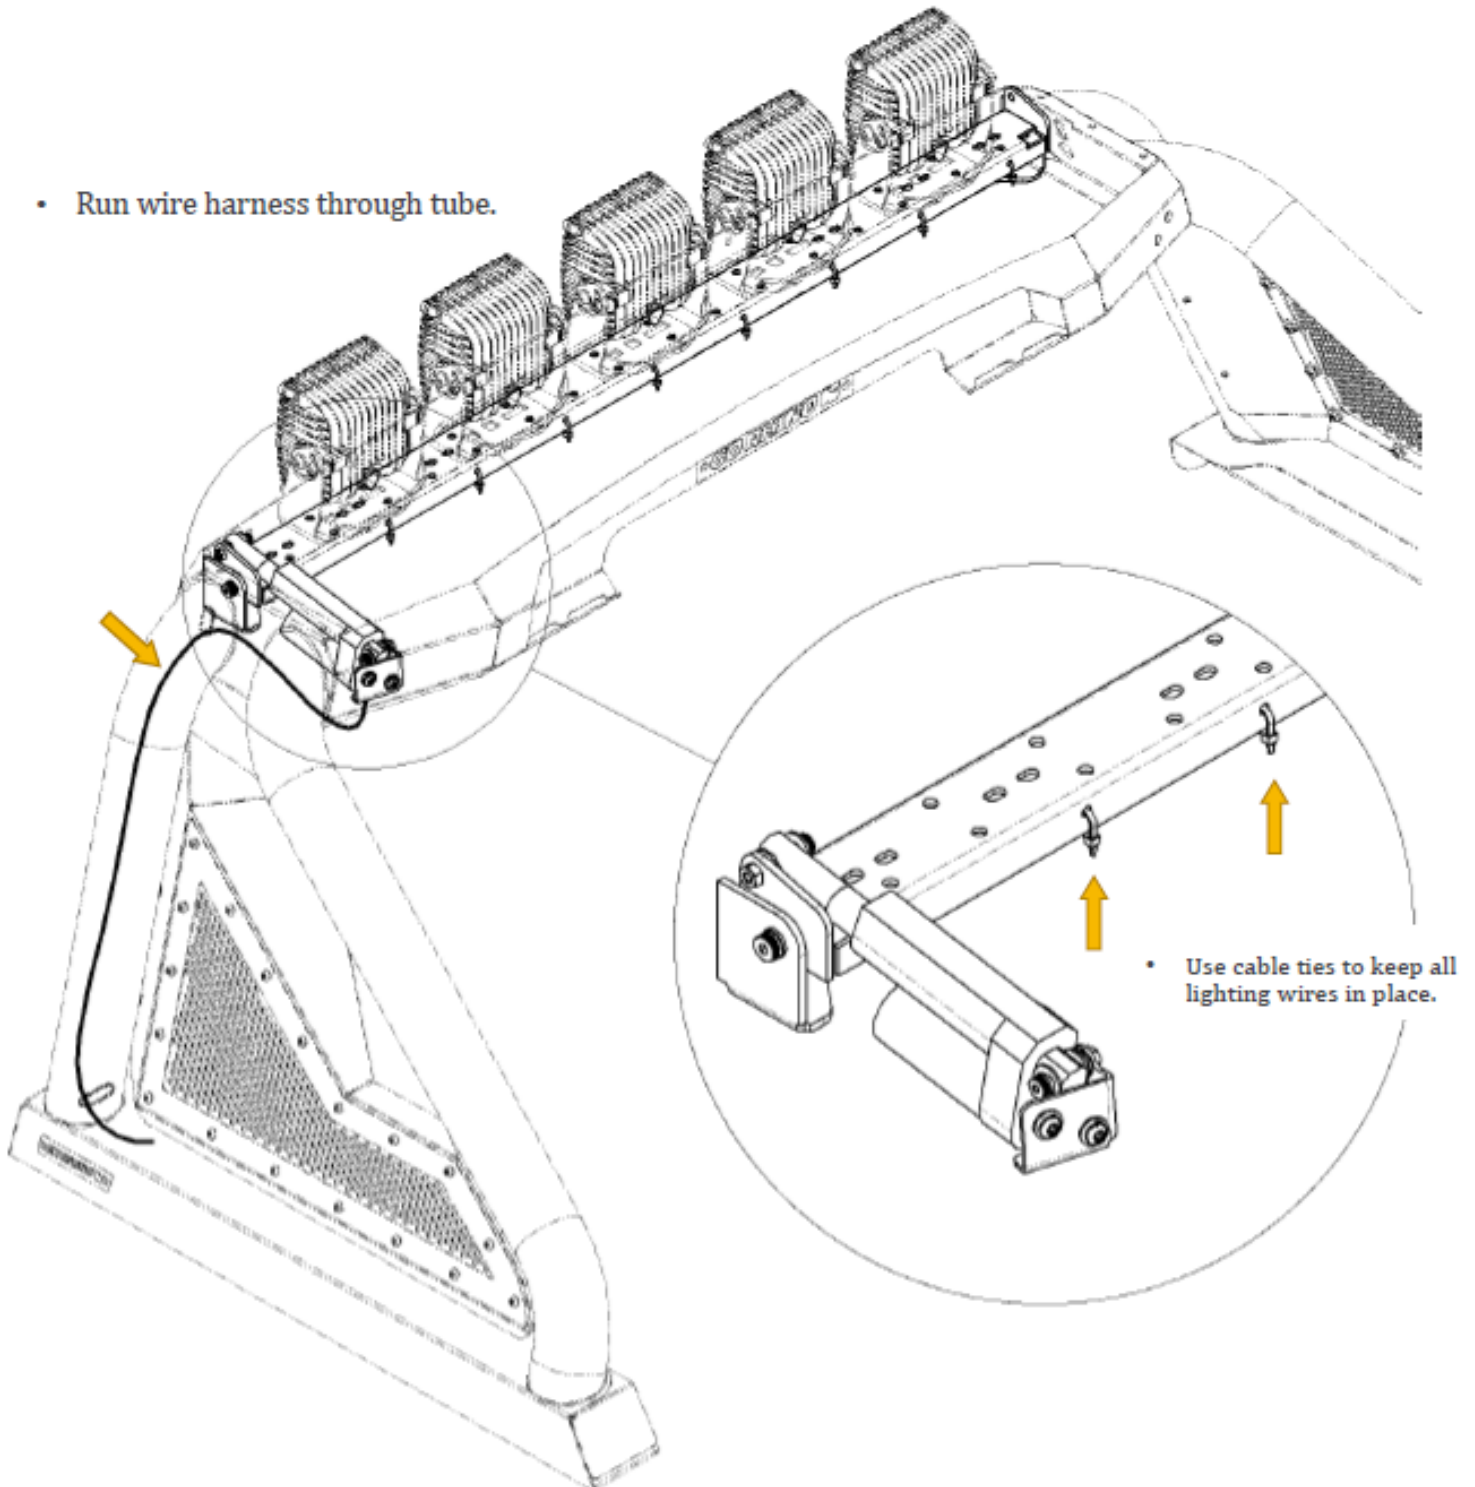 • Run wire harness through tube.
• Use cable ties to keep all
lighting wires in place.